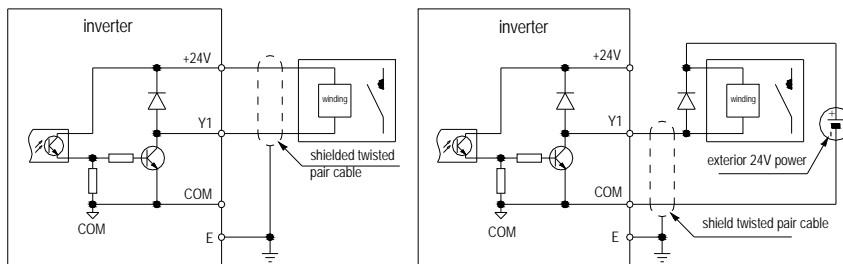 inverter
+24V
winding
Y1
shielded twisted
pair cable
COM
COM
E
inverter
+24V
winding
+
Y1
exterior 24V power
COM
COM
shield twisted pair cable
E